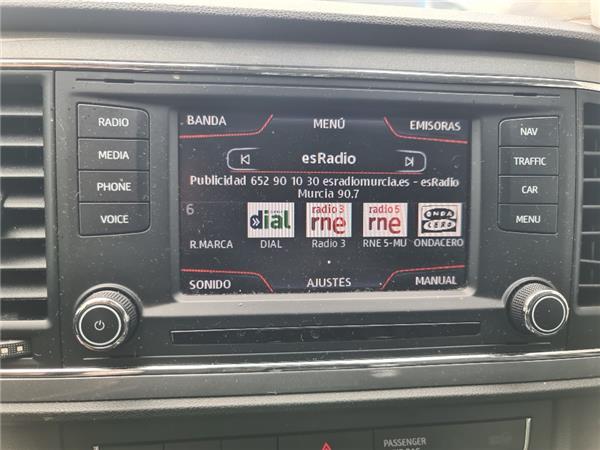 RADIO
MEDIA
PHONE
VOICE
BANDA MENÚ EMISORAS
esRadio
Publicidad 652 90 10 30 esradiomurcia.es - esRadio
Murcia 90.7
6
dial
radio 3
rne
radio 5
rne
ONDA
CERO
R.MARCA DIAL Radio 3 RNE 5-MU ONDACERO
SONIDO AJUSTES MANUAL
NAV
TRAFFIC
CAR
MENU
PASSENGER